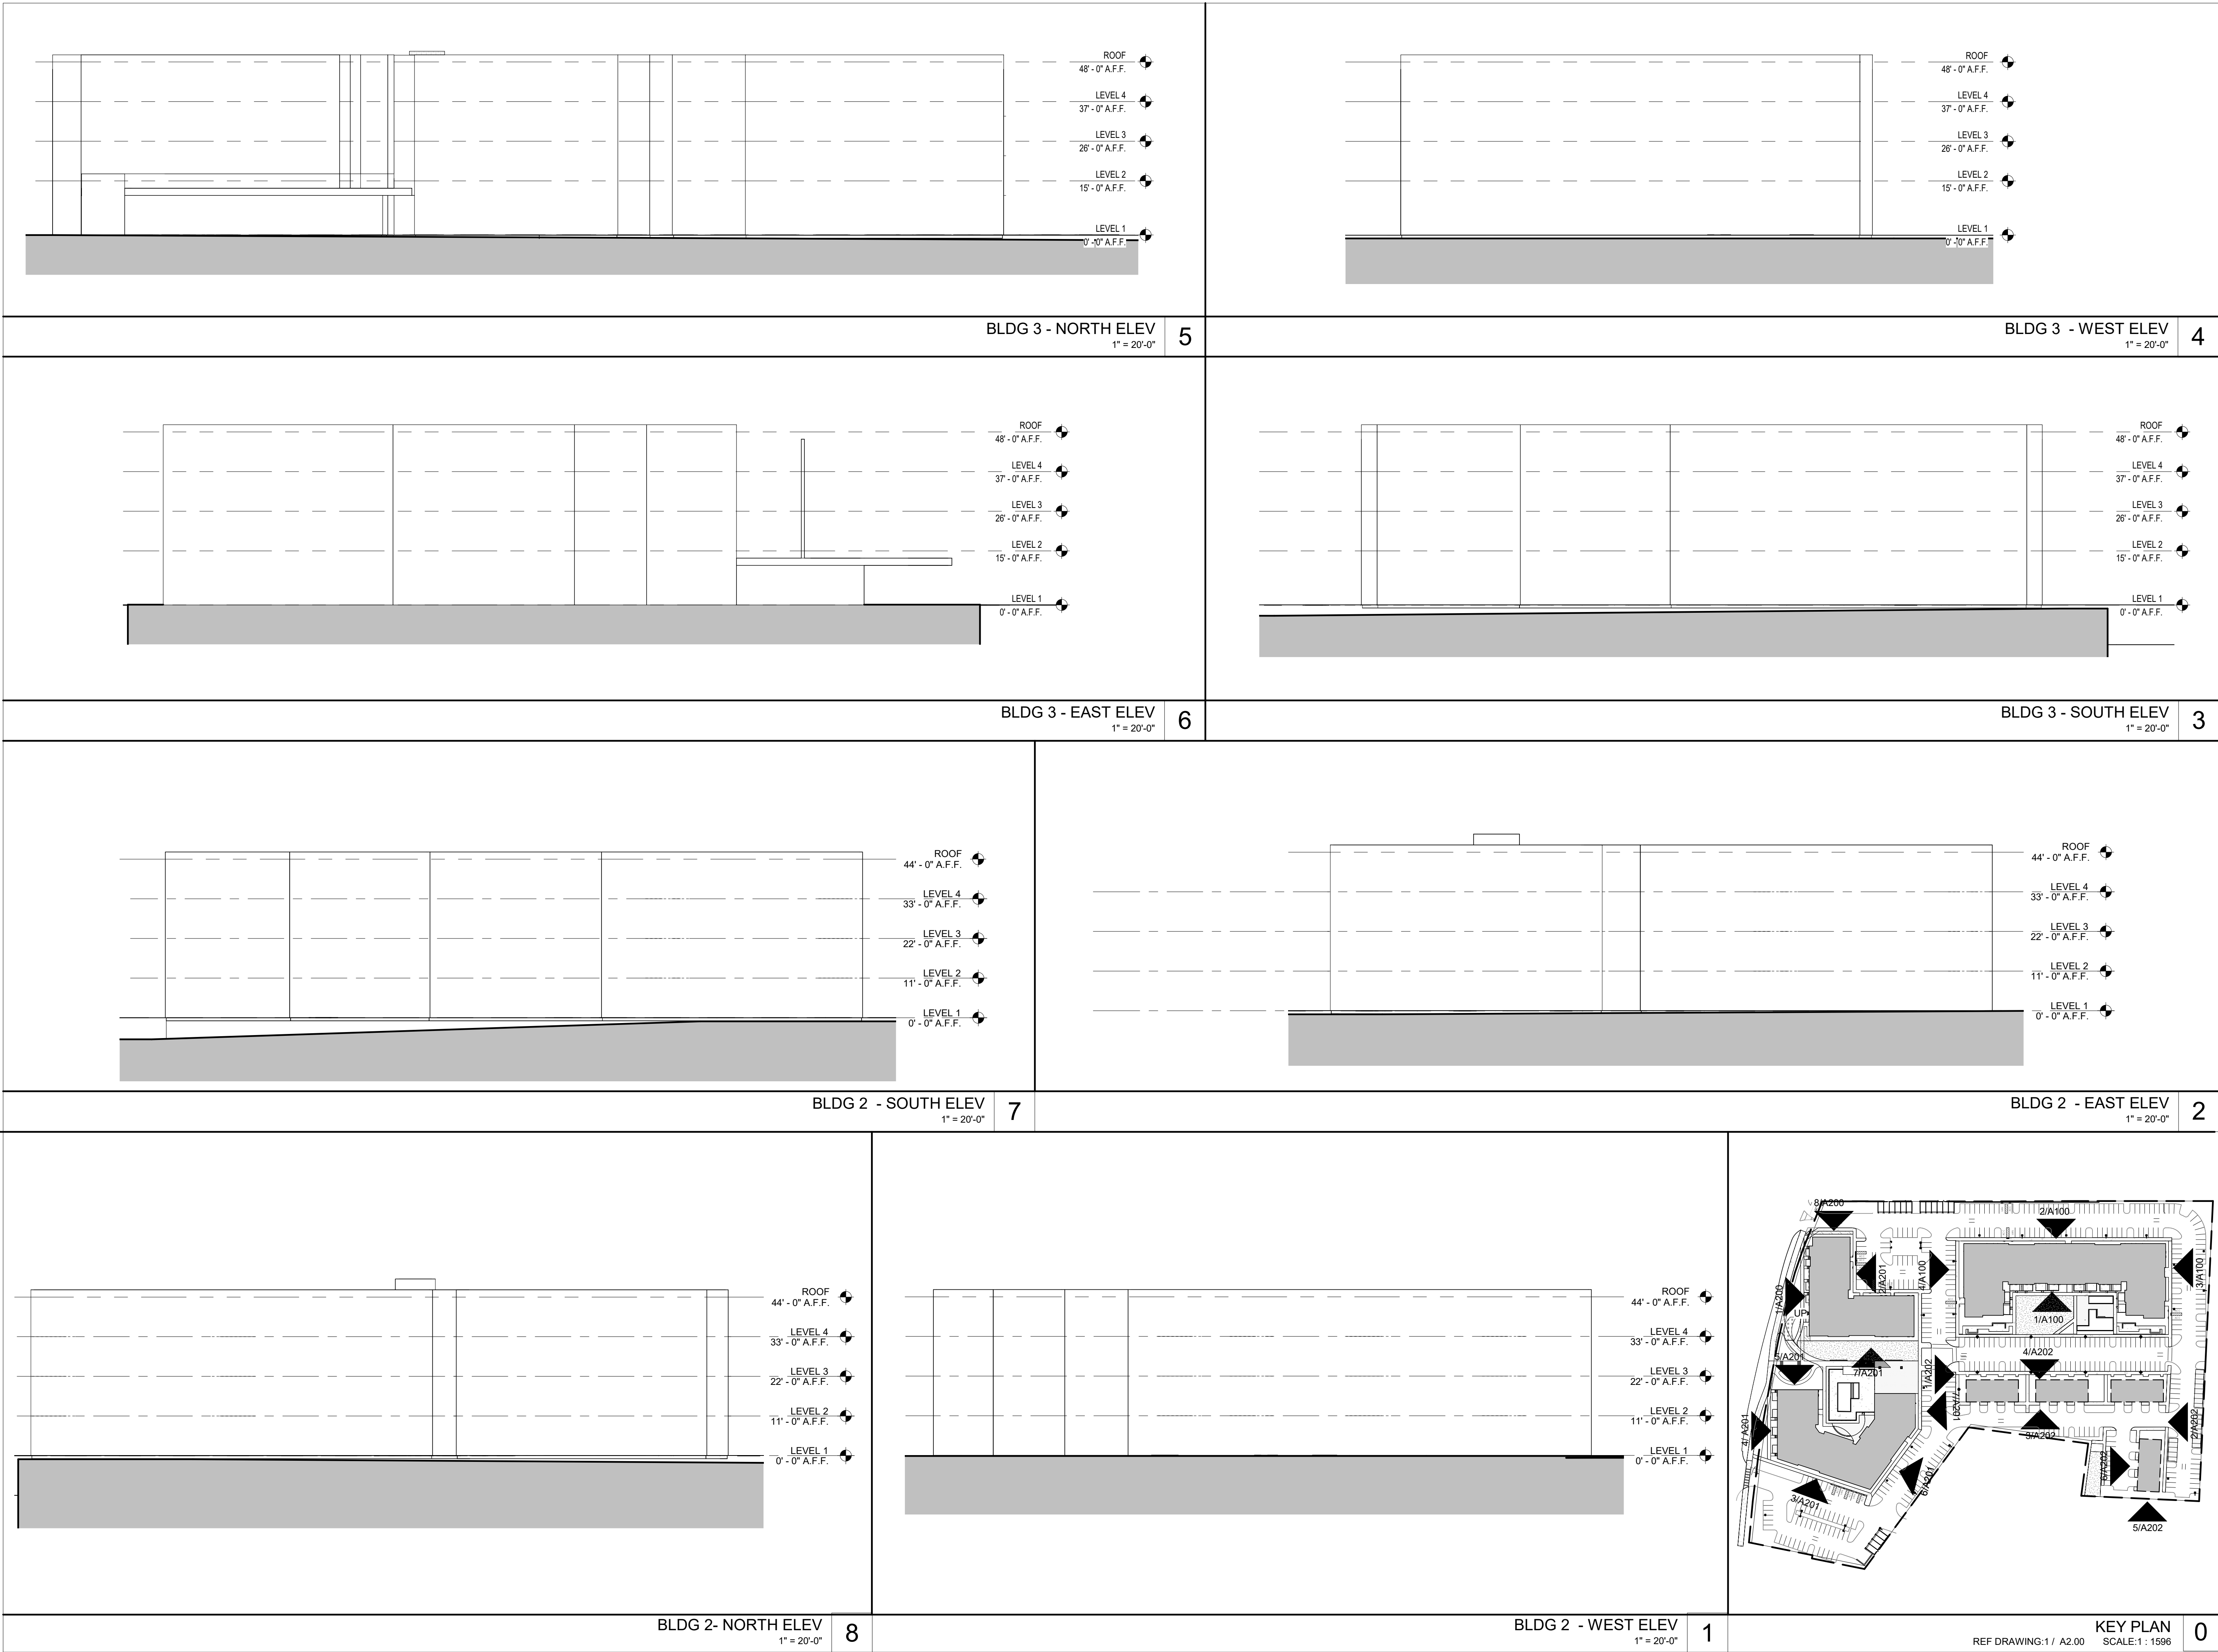 ROOF
48' - 0" A.F.F.
LEVEL 4
37' - 0" A.F.F.
LEVEL 3
26' - 0" A.F.F.
LEVEL 2
15' - 0" A.F.F.
LEVEL 1
0' - 0" A.F.F.
BLDG 3 - NORTH ELEV
1" = 20'-0"
5
ROOF
48' - 0" A.F.F.
LEVEL 4
37' - 0" A.F.F.
LEVEL 3
26' - 0" A.F.F.
LEVEL 2
15' - 0" A.F.F.
LEVEL 1
0' - 0" A.F.F.
BLDG 3 - WEST ELEV
1" = 20'-0"
4
ROOF
48' - 0" A.F.F.
LEVEL 4
37' - 0" A.F.F.
LEVEL 3
26' - 0" A.F.F.
LEVEL 2
15' - 0" A.F.F.
LEVEL 1
0' - 0" A.F.F.
BLDG 3 - EAST ELEV
1" = 20'-0"
6
ROOF
48' - 0" A.F.F.
LEVEL 4
37' - 0" A.F.F.
LEVEL 3
26' - 0" A.F.F.
LEVEL 2
15' - 0" A.F.F.
LEVEL 1
0' - 0" A.F.F.
BLDG 3 - SOUTH ELEV
1" = 20'-0"
3
ROOF
44' - 0" A.F.F.
LEVEL 4
33' - 0" A.F.F.
LEVEL 3
22' - 0" A.F.F.
LEVEL 2
11' - 0" A.F.F.
LEVEL 1
0' - 0" A.F.F.
BLDG 2 - SOUTH ELEV
1" = 20'-0"
7
ROOF
44' - 0" A.F.F.
LEVEL 4
33' - 0" A.F.F.
LEVEL 3
22' - 0" A.F.F.
LEVEL 2
11' - 0" A.F.F.
LEVEL 1
0' - 0" A.F.F.
BLDG 2 - EAST ELEV
1" = 20'-0"
2
ROOF
44' - 0" A.F.F.
LEVEL 4
33' - 0" A.F.F.
LEVEL 3
22' - 0" A.F.F.
LEVEL 2
11' - 0" A.F.F.
LEVEL 1
0' - 0" A.F.F.
BLDG 2- NORTH ELEV
1" = 20'-0"
8
ROOF
44' - 0" A.F.F.
LEVEL 4
33' - 0" A.F.F.
LEVEL 3
22' - 0" A.F.F.
LEVEL 2
11' - 0" A.F.F.
LEVEL 1
0' - 0" A.F.F.
BLDG 2 - WEST ELEV
1" = 20'-0"
1
8/A200
2/A100
2/A201
4/A100
3/A100
1/A200
UP
1/A100
5/A201
7/A201
4/A202
1/A202
7/A201
4/ A201
3/A202
2/A202
6/A202
6/A201
3/A201
5/A202
KEY PLAN
REF DRAWING:1 / A2.00 SCALE:1 : 1596
0